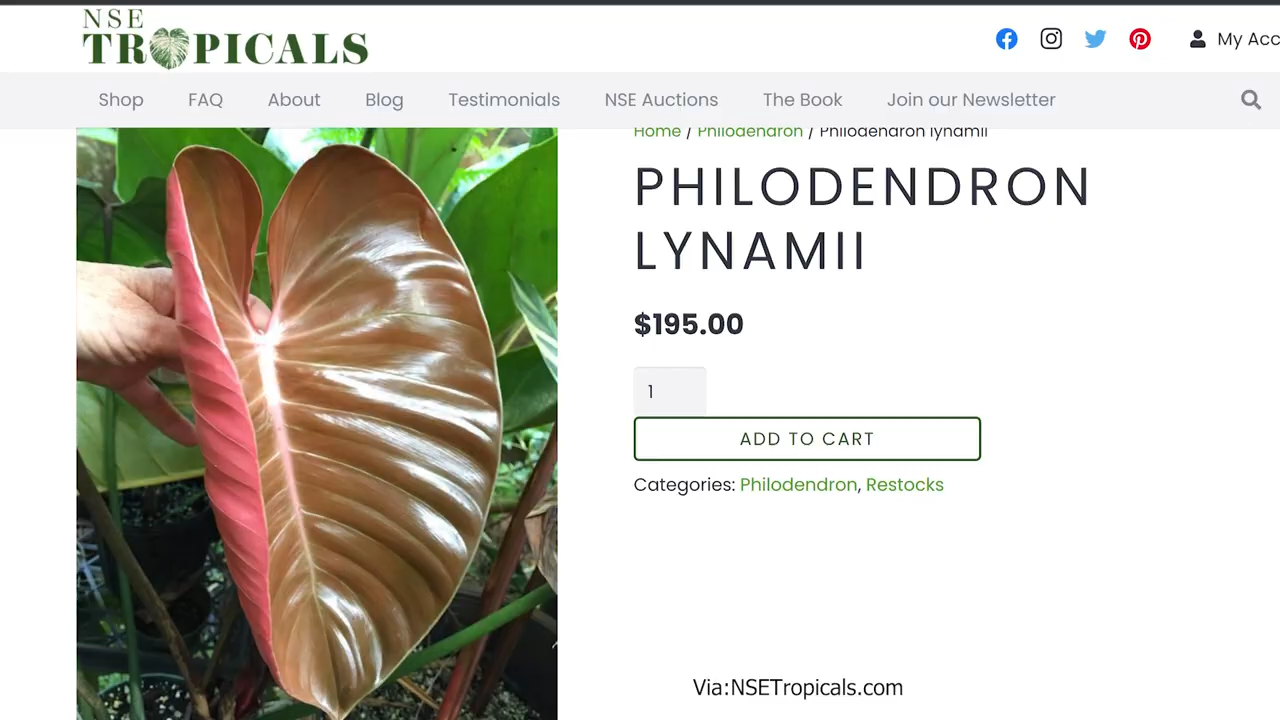 NSE
TROPICALS
My Acc
Shop FAQ About Blog Testimonials NSE Auctions The Book Join our Newsletter
Home / Philodendron / Philodendron lynamii
PHILODENDRON
LYNAMII
$195.00
1
ADD TO CART
Categories: Philodendron, Restocks
Via:NSETropicals.com